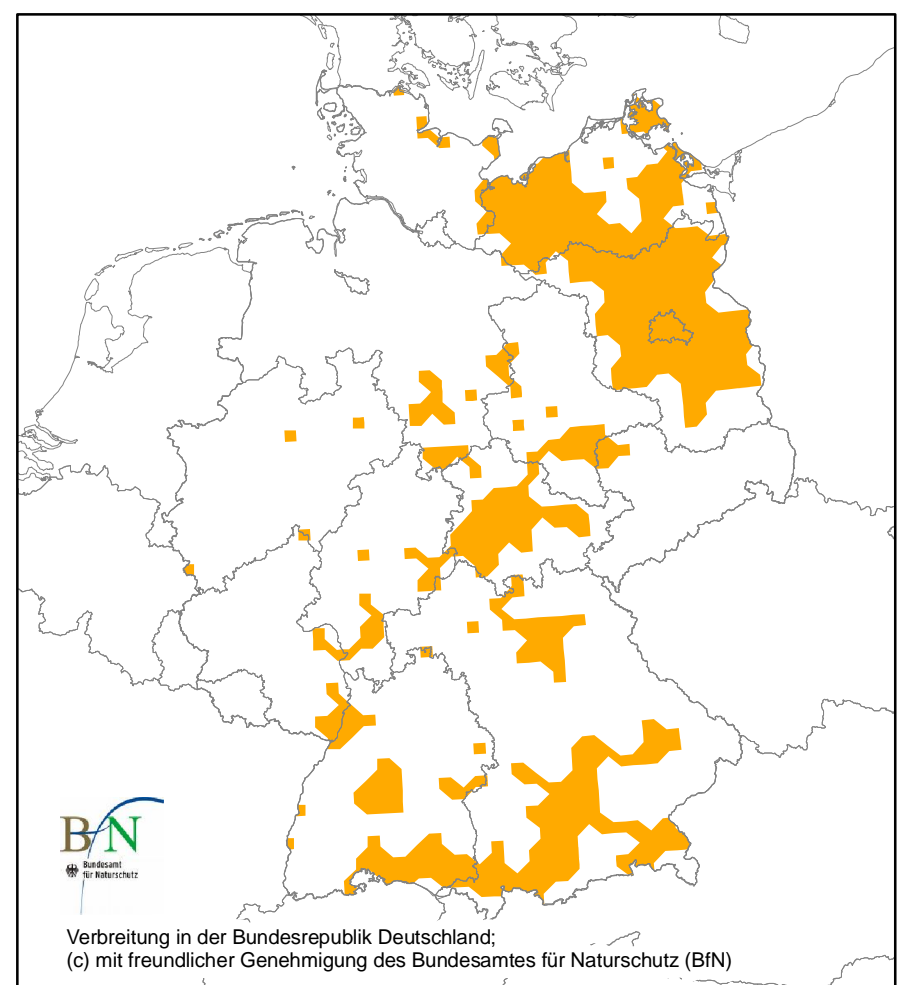 BfN
Bundesamt
für Naturschutz
Verbreitung in der Bundesrepublik Deutschland;
(c) mit freundlicher Genehmigung des Bundesamtes für Naturschutz (BfN)